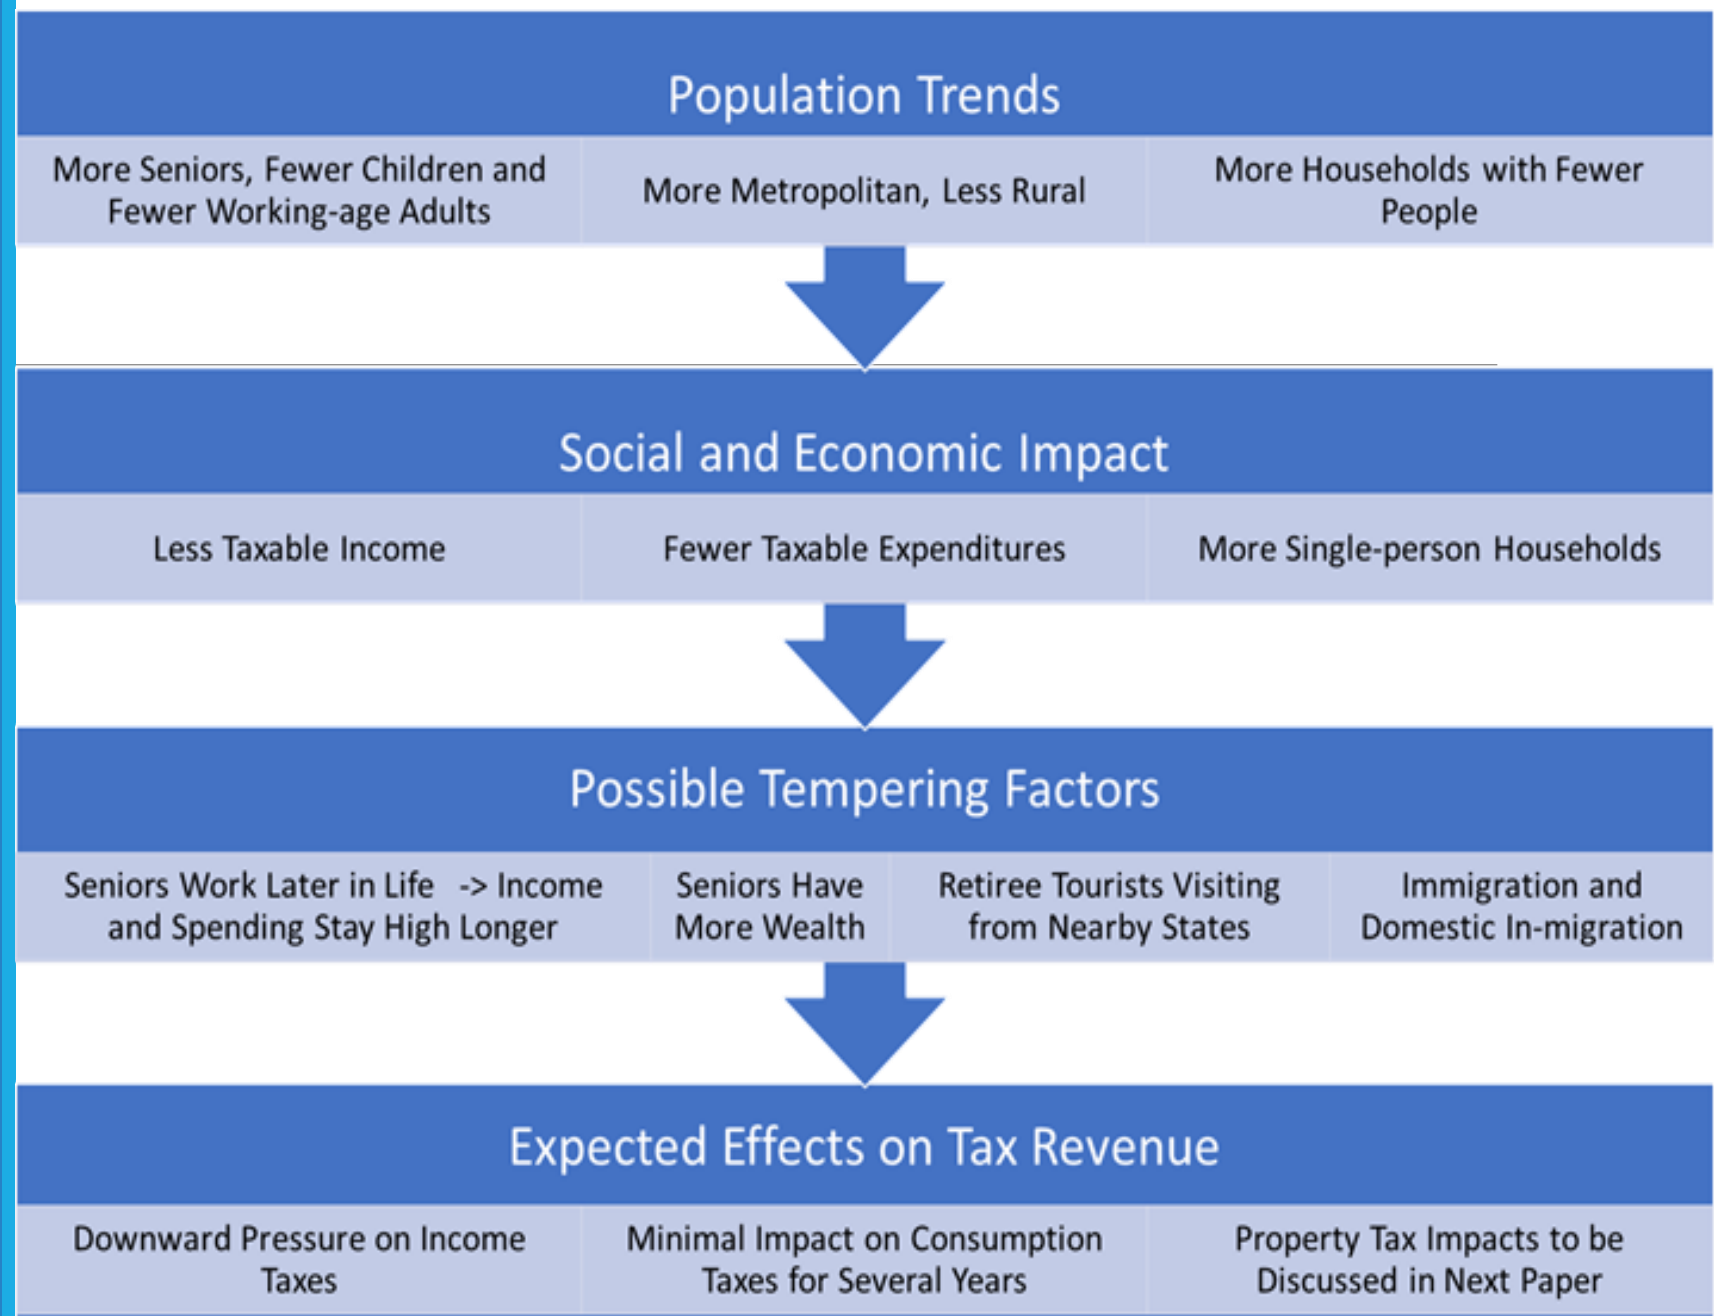 Population Trends
More Seniors, Fewer Children and
Fewer Working-age Adults
More Metropolitan, Less Rural
More Households with Fewer
People
Social and Economic Impact
Less Taxable Income
Fewer Taxable Expenditures
More Single-person Households
Possible Tempering Factors
Seniors Work Later in Life -> Income
and Spending Stay High Longer
Seniors Have
More Wealth
Retiree Tourists Visiting
from Nearby States
Immigration and
Domestic In-migration
Expected Effects on Tax Revenue
Downward Pressure on Income
Taxes
Minimal Impact on Consumption
Taxes for Several Years
Property Tax Impacts to be
Discussed in Next Paper